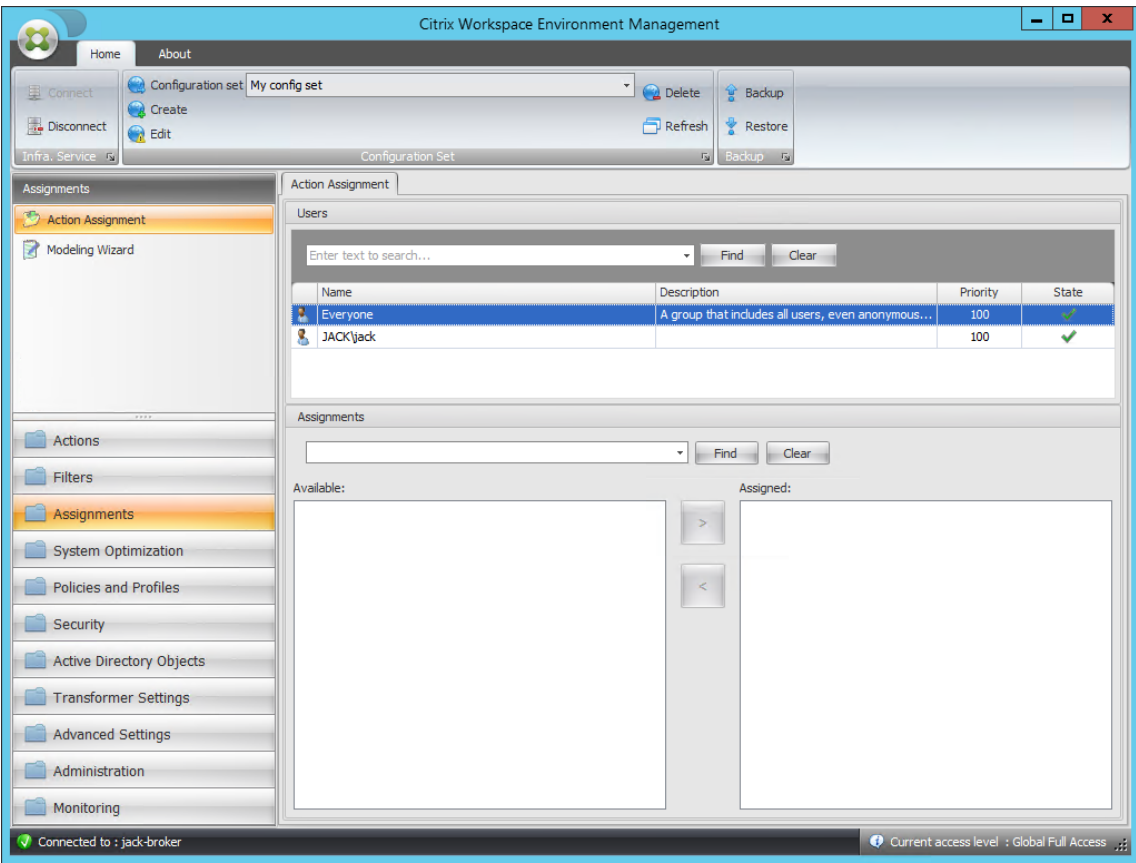 Citrix Workspace Environment Management
Home About
Connect Configuration set My config set Delete Backup
Create
Disconnect Edit Refresh Restore
Infra. Service Configuration Set Backup
Assignments
Action Assignment
Modeling Wizard
Actions
Filters
Assignments
System Optimization
Policies and Profiles
Security
Active Directory Objects
Transformer Settings
Advanced Settings
Administration
Monitoring
Action Assignment
Users
Enter text to search... Find Clear
Name Description Priority State
Everyone A group that includes all users, even anonymous... 100
JACK\jack 100
Assignments
Find Clear
Available: Assigned:
>
<
Connected to : jack-broker Current access level : Global Full Access